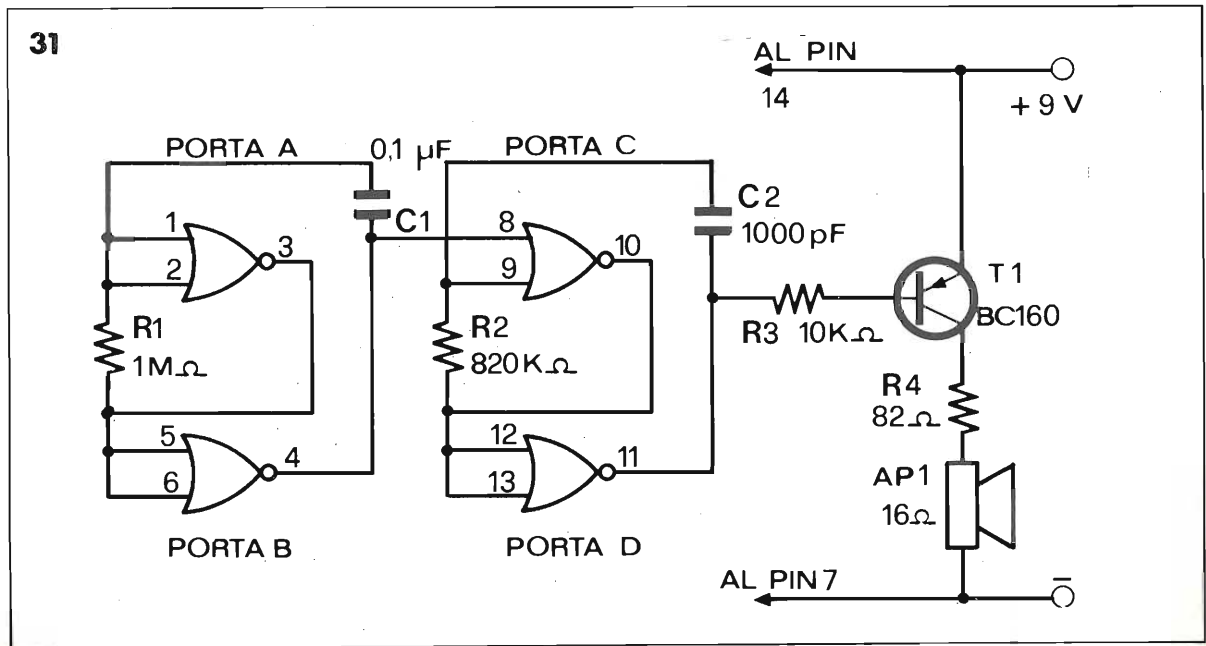 31
AL PIN
14
+ 9 V
PORTA A
0,1 µF
C1
PORTA C
C2
1000 pF
1
2
3
8
9
10
R1
1MΩ
R2
820KΩ
R3 10KΩ
T1
BC160
R4
82Ω
5
6
4
12
13
11
AP1
16Ω
PORTA B
PORTA D
AL PIN 7
–